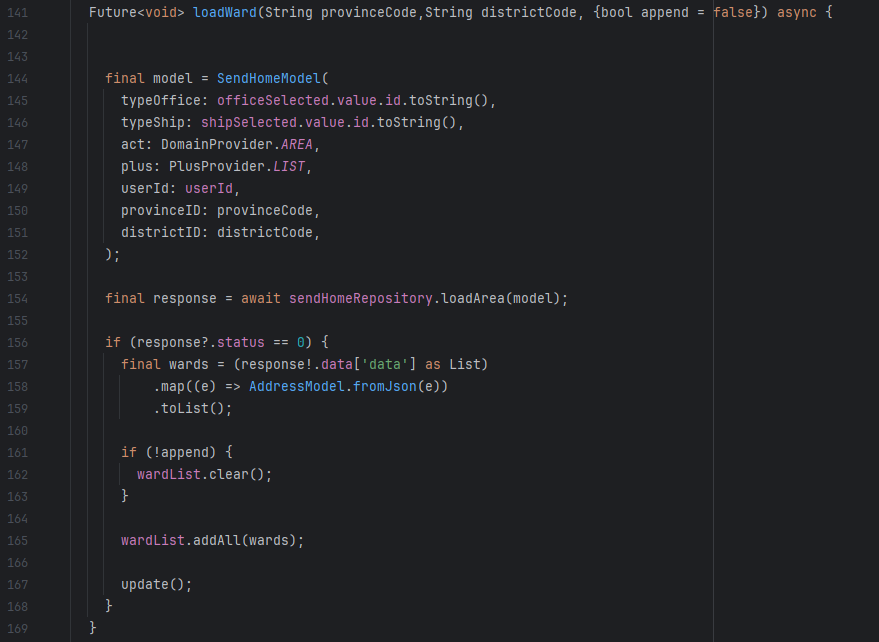 141 Future<void> loadWard(String provinceCode,String districtCode, {bool append = false}) async {
142
143
144 final model = SendHomeModel(
145 typeOffice: officeSelected.value.id.toString(),
146 typeShip: shipSelected.value.id.toString(),
147 act: DomainProvider.AREA,
148 plus: PlusProvider.LIST,
149 userId: userId,
150 provinceID: provinceCode,
151 districtID: districtCode,
152 );
153
154 final response = await sendHomeRepository.loadArea(model);
155
156 if (response?.status == 0) {
157 final wards = (response!.data['data'] as List)
158 .map((e) => AddressModel.fromJson(e))
159 .toList();
160
161 if (!append) {
162 wardList.clear();
163 }
164
165 wardList.addAll(wards);
166
167 update();
168 }
169 }